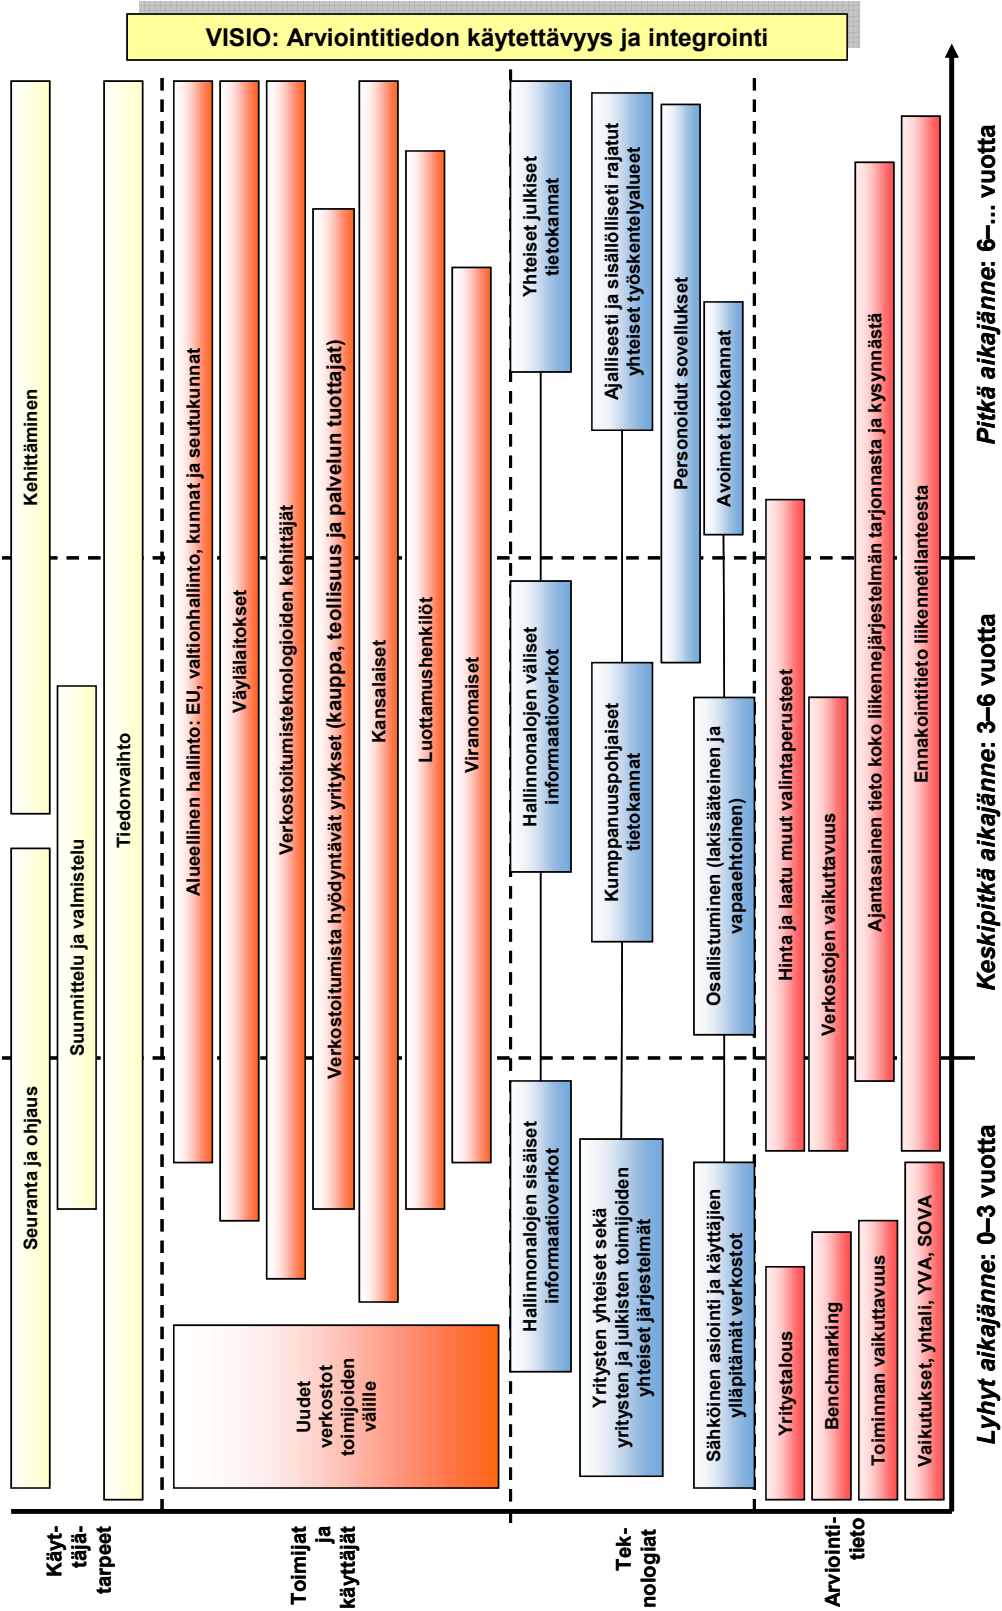 VISIO: Arviointitiedon käytettävyys ja integrointi
Käyt-
täjä-
tarpeet
Seuranta ja ohjaus
Kehittäminen
Suunnittelu ja valmistelu
Tiedonvaihto
Toimijat
ja
käyttäjät
Uudet
verkostot
toimijoiden
välille
Alueellinen hallinto: EU, valtionhallinto, kunnat ja seutukunnat
Väylälaitokset
Verkostoitumisteknologioiden kehittäjät
Verkostoitumista hyödyntävät yritykset (kauppa, teollisuus ja palvelun tuottajat)
Kansalaiset
Luottamushenkilöt
Viranomaiset
Tek-
nologiat
Hallinnonalojen sisäiset
informaatioverkot
Hallinnonalojen väliset
informaatioverkot
Yhteiset julkiset
tietokannat
Yritysten yhteiset sekä
yritysten ja julkisten toimijoiden
yhteiset järjestelmät
Kumppanuuspohjaiset
tietokannat
Ajallisesti ja sisällölliseti rajatut
yhteiset työskentelyalueet
Personoidut sovellukset
Sähköinen asiointi ja käyttäjien
ylläpitämät verkostot
Osallistuminen (lakisääteinen ja
vapaaehtoinen)
Avoimet tietokannat
Arviointi-
tieto
Yritystalous
Hinta ja laatu muut valintaperusteet
Benchmarking
Verkostojen vaikuttavuus
Toiminnan vaikuttavuus
Ajantasainen tieto koko liikennejärjestelmän tarjonnasta ja kysynnästä
Vaikutukset, yhtali, YVA, SOVA
Ennakointitieto liikennetilanteesta
Lyhyt aikajänne: 0–3 vuotta
Keskipitkä aikajänne: 3–6 vuotta
Pitkä aikajänne: 6–... vuotta